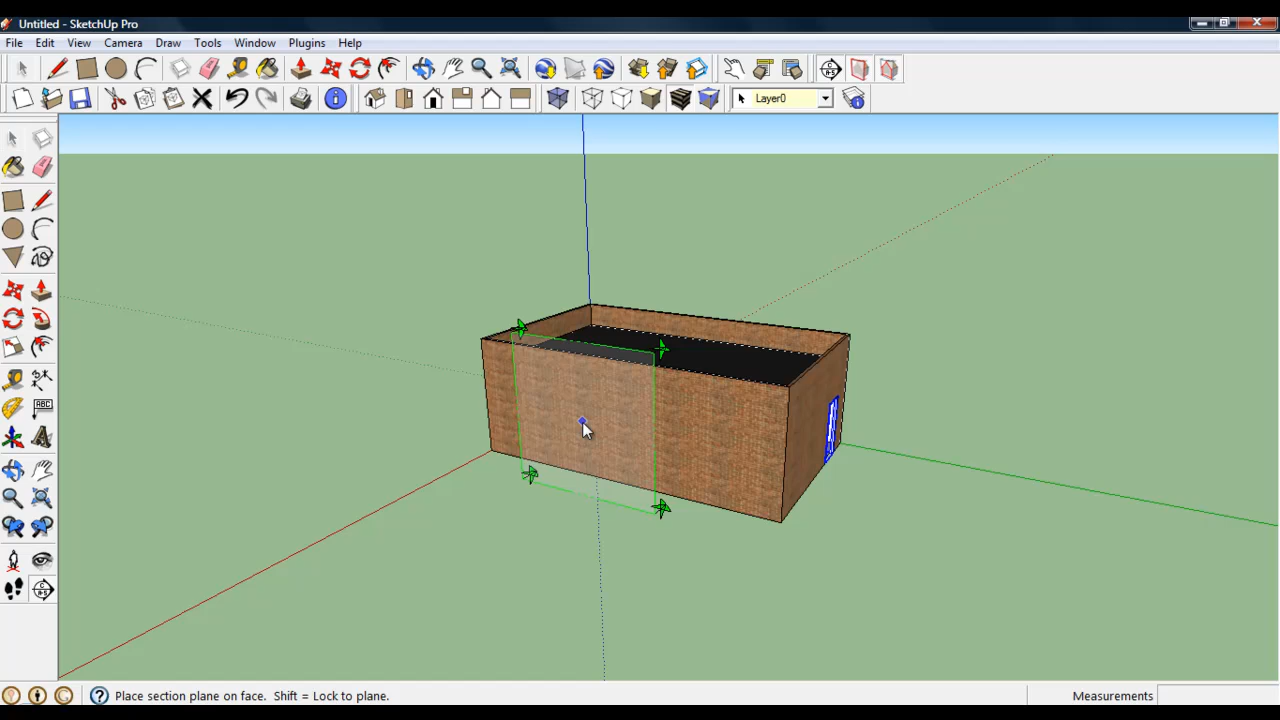 Untitled - SketchUp Pro
File Edit View Camera Draw Tools Window Plugins Help
Layer0
ABC
Place section plane on face. Shift = Lock to plane.
Measurements